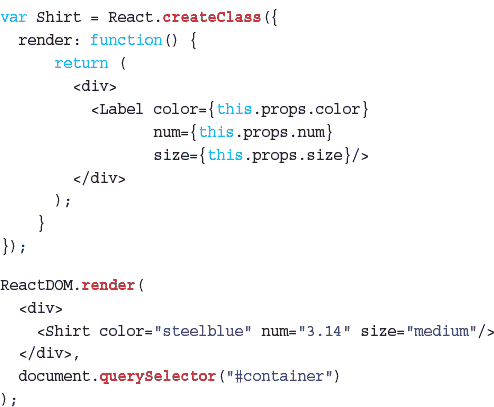 var Shirt = React.createClass({
  render: function() {
      return (
        <div>
          <Label color={this.props.color}
                 num={this.props.num}
                 size={this.props.size}/>
        </div>
      );
    }
});

ReactDOM.render(
  <div>
    <Shirt color="steelblue" num="3.14" size="medium"/>
  </div>,
  document.querySelector("#container")
);